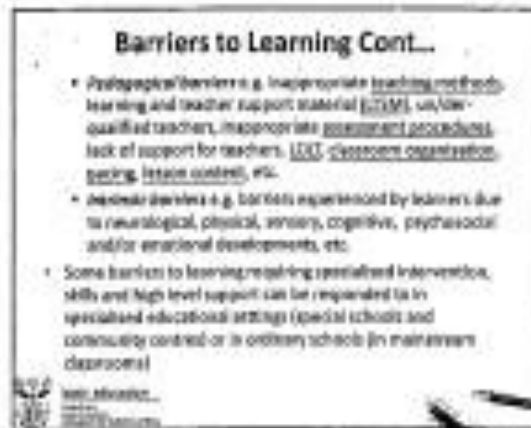 Barriers to Learning Cont...
• Pedagogical barriers e.g. inappropriate teaching methods,
learning and teacher support material (LTSM), un/der-
qualified teachers, inappropriate assessment procedures,
lack of support for teachers, LOLT, classroom organisation,
pacing, lesson content, etc.
• Intrinsic barriers e.g. barriers experienced by learners due
to neurological, physical, sensory, cognitive, psychosocial
and/or emotional developments, etc.
• Some barriers to learning requiring specialised intervention,
skills and high level support can be responded to in
specialised educational settings (special schools and
community centres) or in ordinary schools (in mainstream
classrooms)
basic education